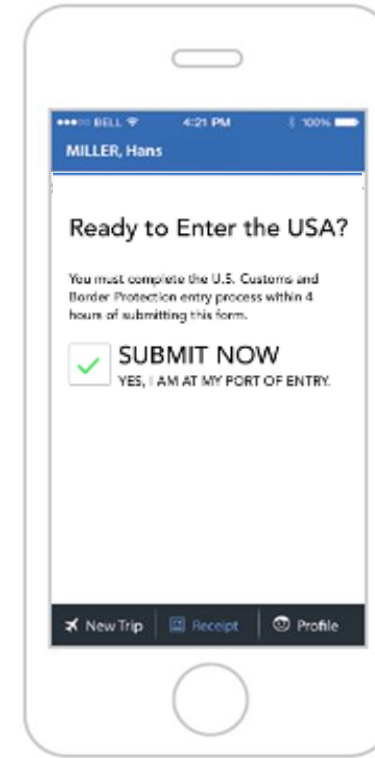 BELL 4:21 PM 100%
MILLER, Hans
Ready to Enter the USA?
You must complete the U.S. Customs and
Border Protection entry process within 4
hours of submitting this form.
SUBMIT NOW
YES, I AM AT MY PORT OF ENTRY.
New Trip Receipt Profile